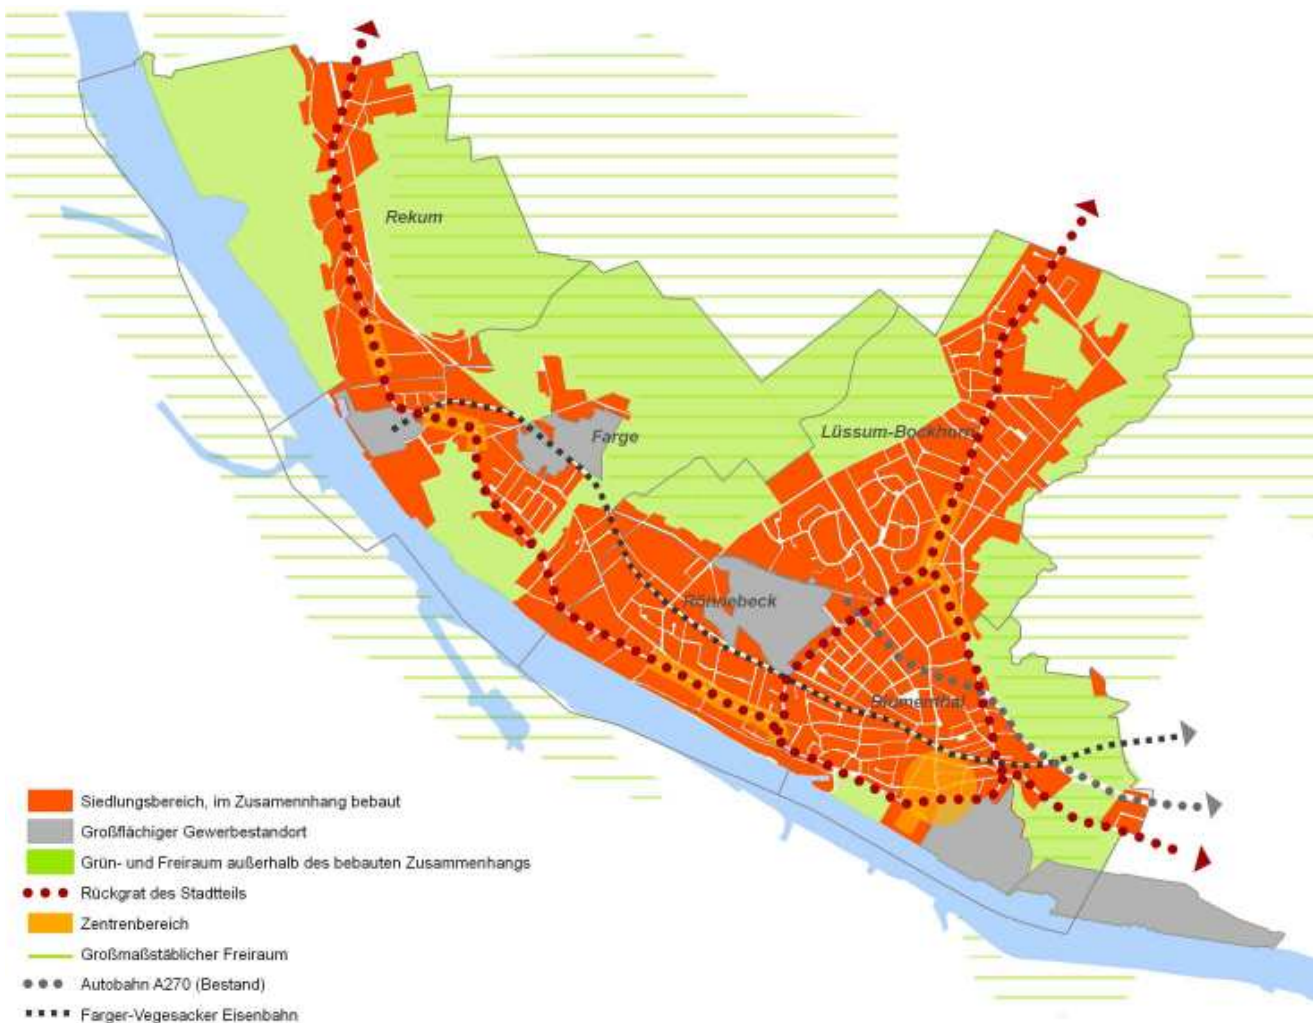 Rekum
Farge
Lüssum-Bockhorn
Rönnebeck
Blumenthal
Siedlungsbereich, im Zusamennhang bebaut
Großflächiger Gewerbestandort
Grün- und Freiraum außerhalb des bebauten Zusammenhangs
Rückgrat des Stadtteils
Zentrenbereich
Großmaßstäblicher Freiraum
Autobahn A270 (Bestand)
Farger-Vegesacker Eisenbahn